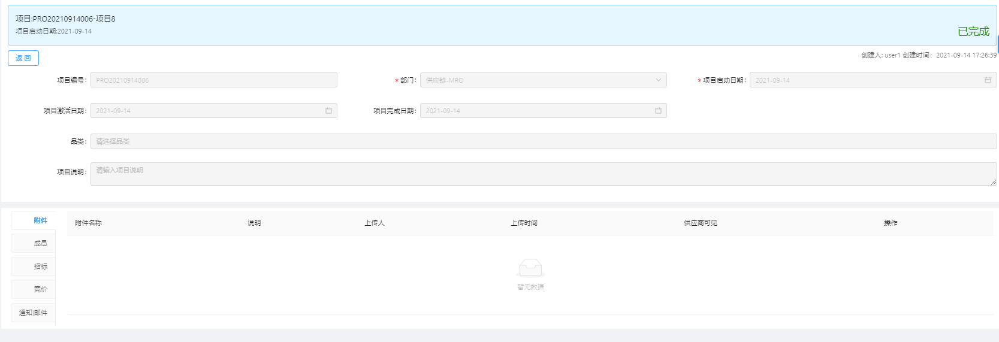 项目:PRO20210914006-项目8
项目启动日期:2021-09-14
已完成
返 回
创建人: user1 创建时间：2021-09-14 17:26:39
项目编号：PRO20210914006
* 部门：供应链-MRO
* 项目启动日期：2021-09-14
项目激活日期：2021-09-14
项目完成日期：2021-09-14
品类：请选择品类
项目说明：请输入项目说明
附件
成员
招标
竞价
通知|邮件
附件名称 说明 上传人 上传时间 供应商可见 操作
暂无数据